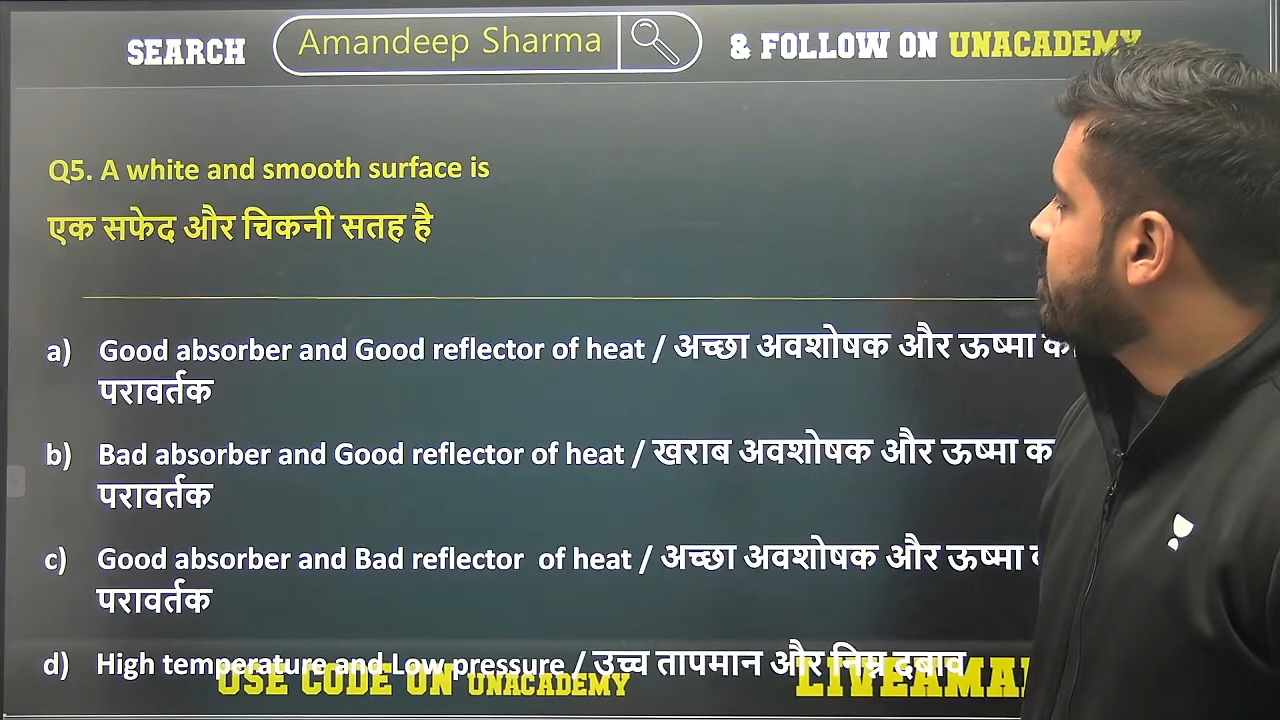 SEARCH Amandeep Sharma & FOLLOW ON UNACADEMY
Q5. A white and smooth surface is
एक सफेद और चिकनी सतह है
a) Good absorber and Good reflector of heat / अच्छा अवशोषक और ऊष्मा
परावर्तक
b) Bad absorber and Good reflector of heat / खराब अवशोषक और ऊष्मा
परावर्तक
c) Good absorber and Bad reflector of heat / अच्छा अवशोषक और ऊष्मा
परावर्तक
d) High temperature and Low pressure / उच्च तापमान और निम्न दबाव
USE CODE ON UNACADEMY